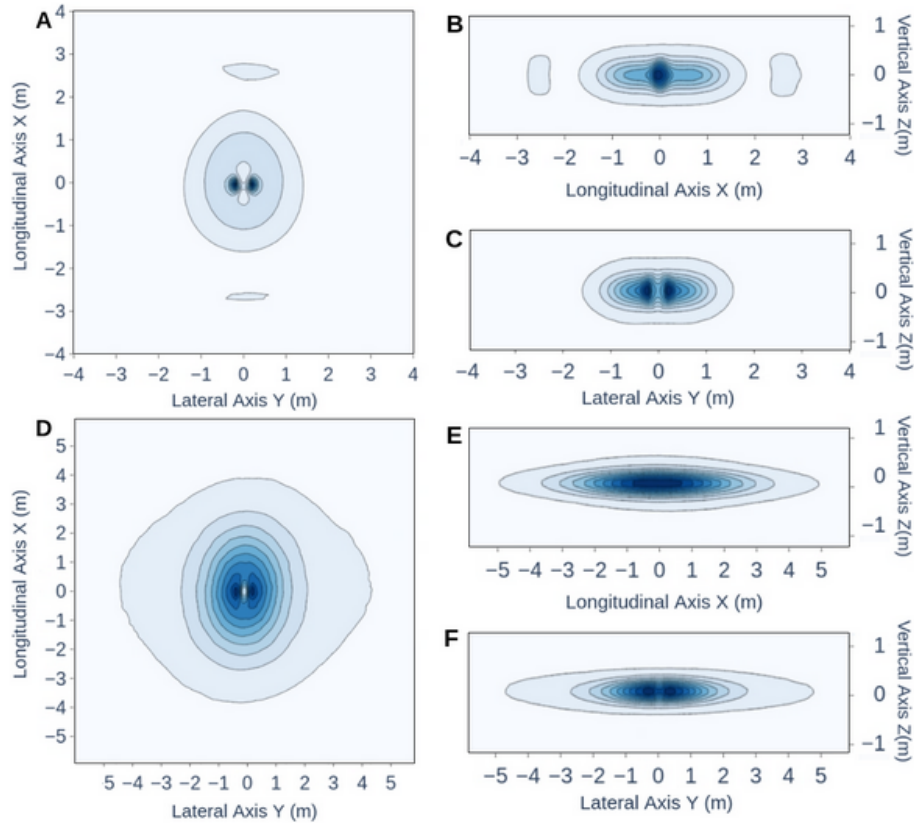 A
4
3
2
1
0
−1
−2
−3
−4
Longitudinal Axis X (m)
−4 −3 −2 −1 0 1 2 3 4
Lateral Axis Y (m)
B
1
0
−1
Vertical Axis Z(m)
−4 −3 −2 −1 0 1 2 3 4
Longitudinal Axis X (m)
C
1
0
−1
Vertical Axis Z(m)
−4 −3 −2 −1 0 1 2 3 4
Lateral Axis Y (m)
D
5
4
3
2
1
0
−1
−2
−3
−4
−5
Longitudinal Axis X (m)
5 4 −3 −2 −1 0 1 2 3 4 5
Lateral Axis Y (m)
E
1
0
−1
Vertical Axis Z(m)
−5 −4 −3 −2 −1 0 1 2 3 4 5
Longitudinal Axis X (m)
F
1
0
−1
Vertical Axis Z(m)
−5 −4 −3 −2 −1 0 1 2 3 4 5
Lateral Axis Y (m)